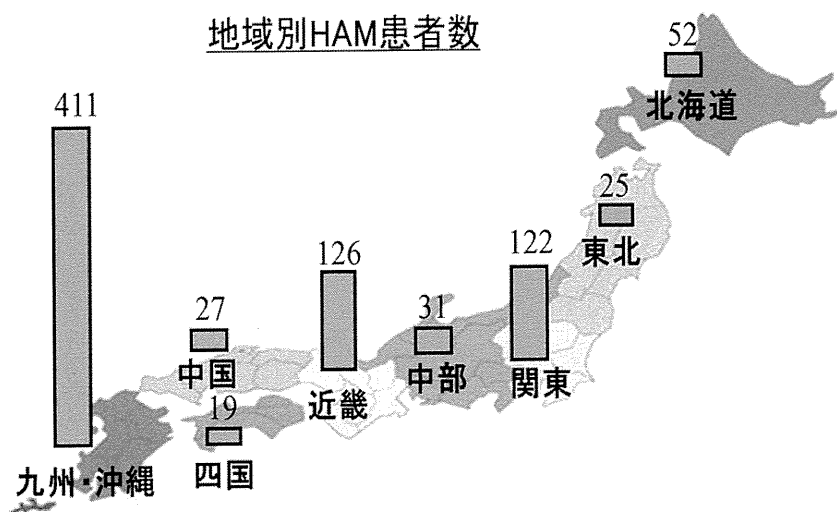 地域別HAM患者数
52
北海道
411
25
東北
126
122
27
31
中国
中部
関東
近畿
19
九州・沖縄
四国